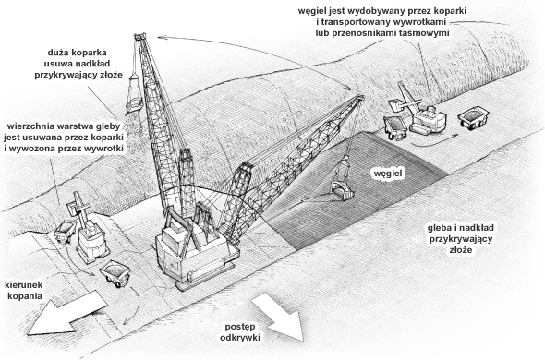 węgiel jest wydobywany przez koparki
i transportowany wywrotkami
lub przenośnikami taśmowymi
duża koparka
usuwa nadkład
przykrywający złoże
wierzchnia warstwa gleby
jest usuwana przez koparki
i wywożona przez wywrotki
węgiel
gleba i nadkład
przykrywający
złoże
kierunek
kopania
postęp
odkrywki